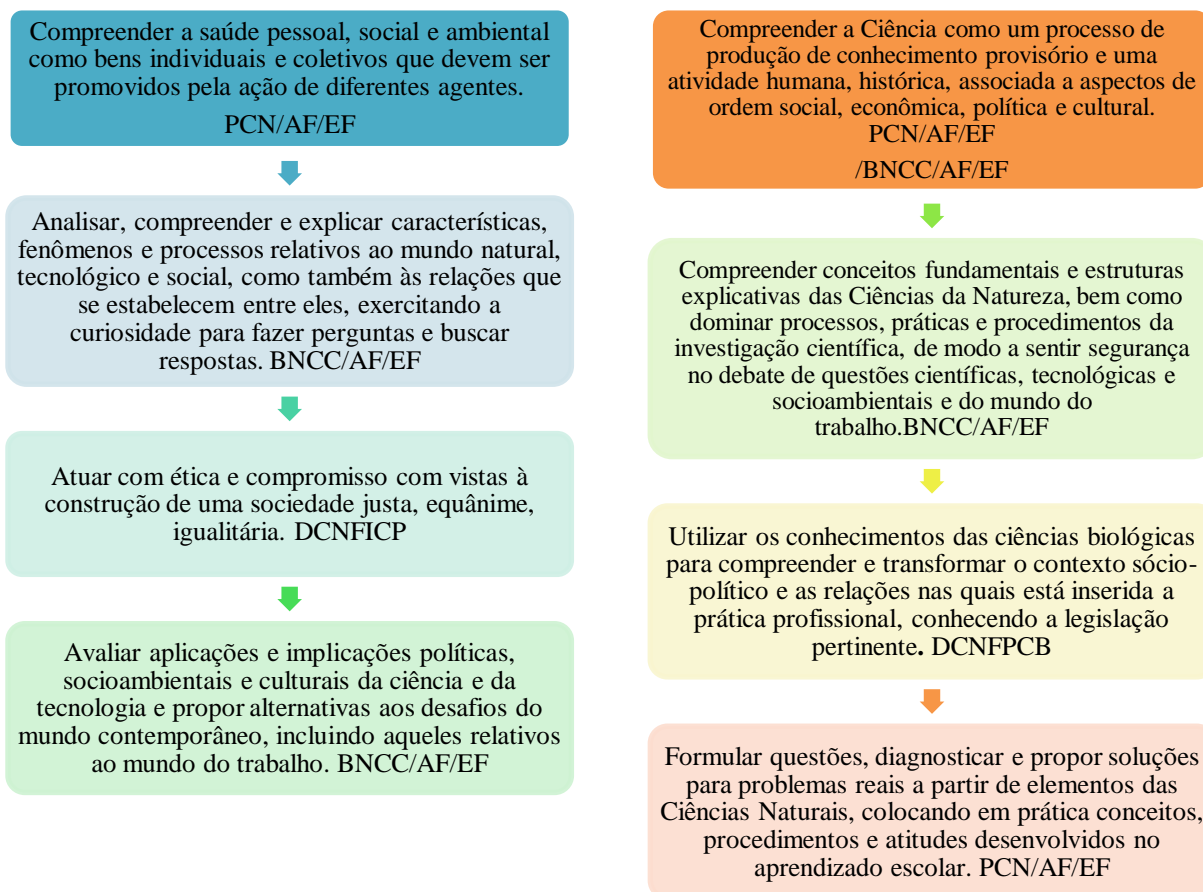 Compreender a saúde pessoal, social e ambiental
como bens individuais e coletivos que devem ser
promovidos pela ação de diferentes agentes.
PCN/AF/EF
Analisar, compreender e explicar características,
fenômenos e processos relativos ao mundo natural,
tecnológico e social, como também às relações que
se estabelecem entre eles, exercitando a
curiosidade para fazer perguntas e buscar
respostas. BNCC/AF/EF
Atuar com ética e compromisso com vistas à
construção de uma sociedade justa, equânime,
igualitária. DCNFICP
Avaliar aplicações e implicações políticas,
socioambientais e culturais da ciência e da
tecnologia e propor alternativas aos desafios do
mundo contemporâneo, incluindo aqueles relativos
ao mundo do trabalho. BNCC/AF/EF
Compreender a Ciência como um processo de
produção de conhecimento provisório e uma
atividade humana, histórica, associada a aspectos de
ordem social, econômica, política e cultural.
PCN/AF/EF
/BNCC/AF/EF
Compreender conceitos fundamentais e estruturas
explicativas das Ciências da Natureza, bem como
dominar processos, práticas e procedimentos da
investigação científica, de modo a sentir segurança
no debate de questões científicas, tecnológicas e
socioambientais e do mundo do
trabalho.BNCC/AF/EF
Utilizar os conhecimentos das ciências biológicas
para compreender e transformar o contexto sócio-
político e as relações nas quais está inserida a
prática profissional, conhecendo a legislação
pertinente. DCNFPCB
Formular questões, diagnosticar e propor soluções
para problemas reais a partir de elementos das
Ciências Naturais, colocando em prática conceitos,
procedimentos e atitudes desenvolvidos no
aprendizado escolar. PCN/AF/EF